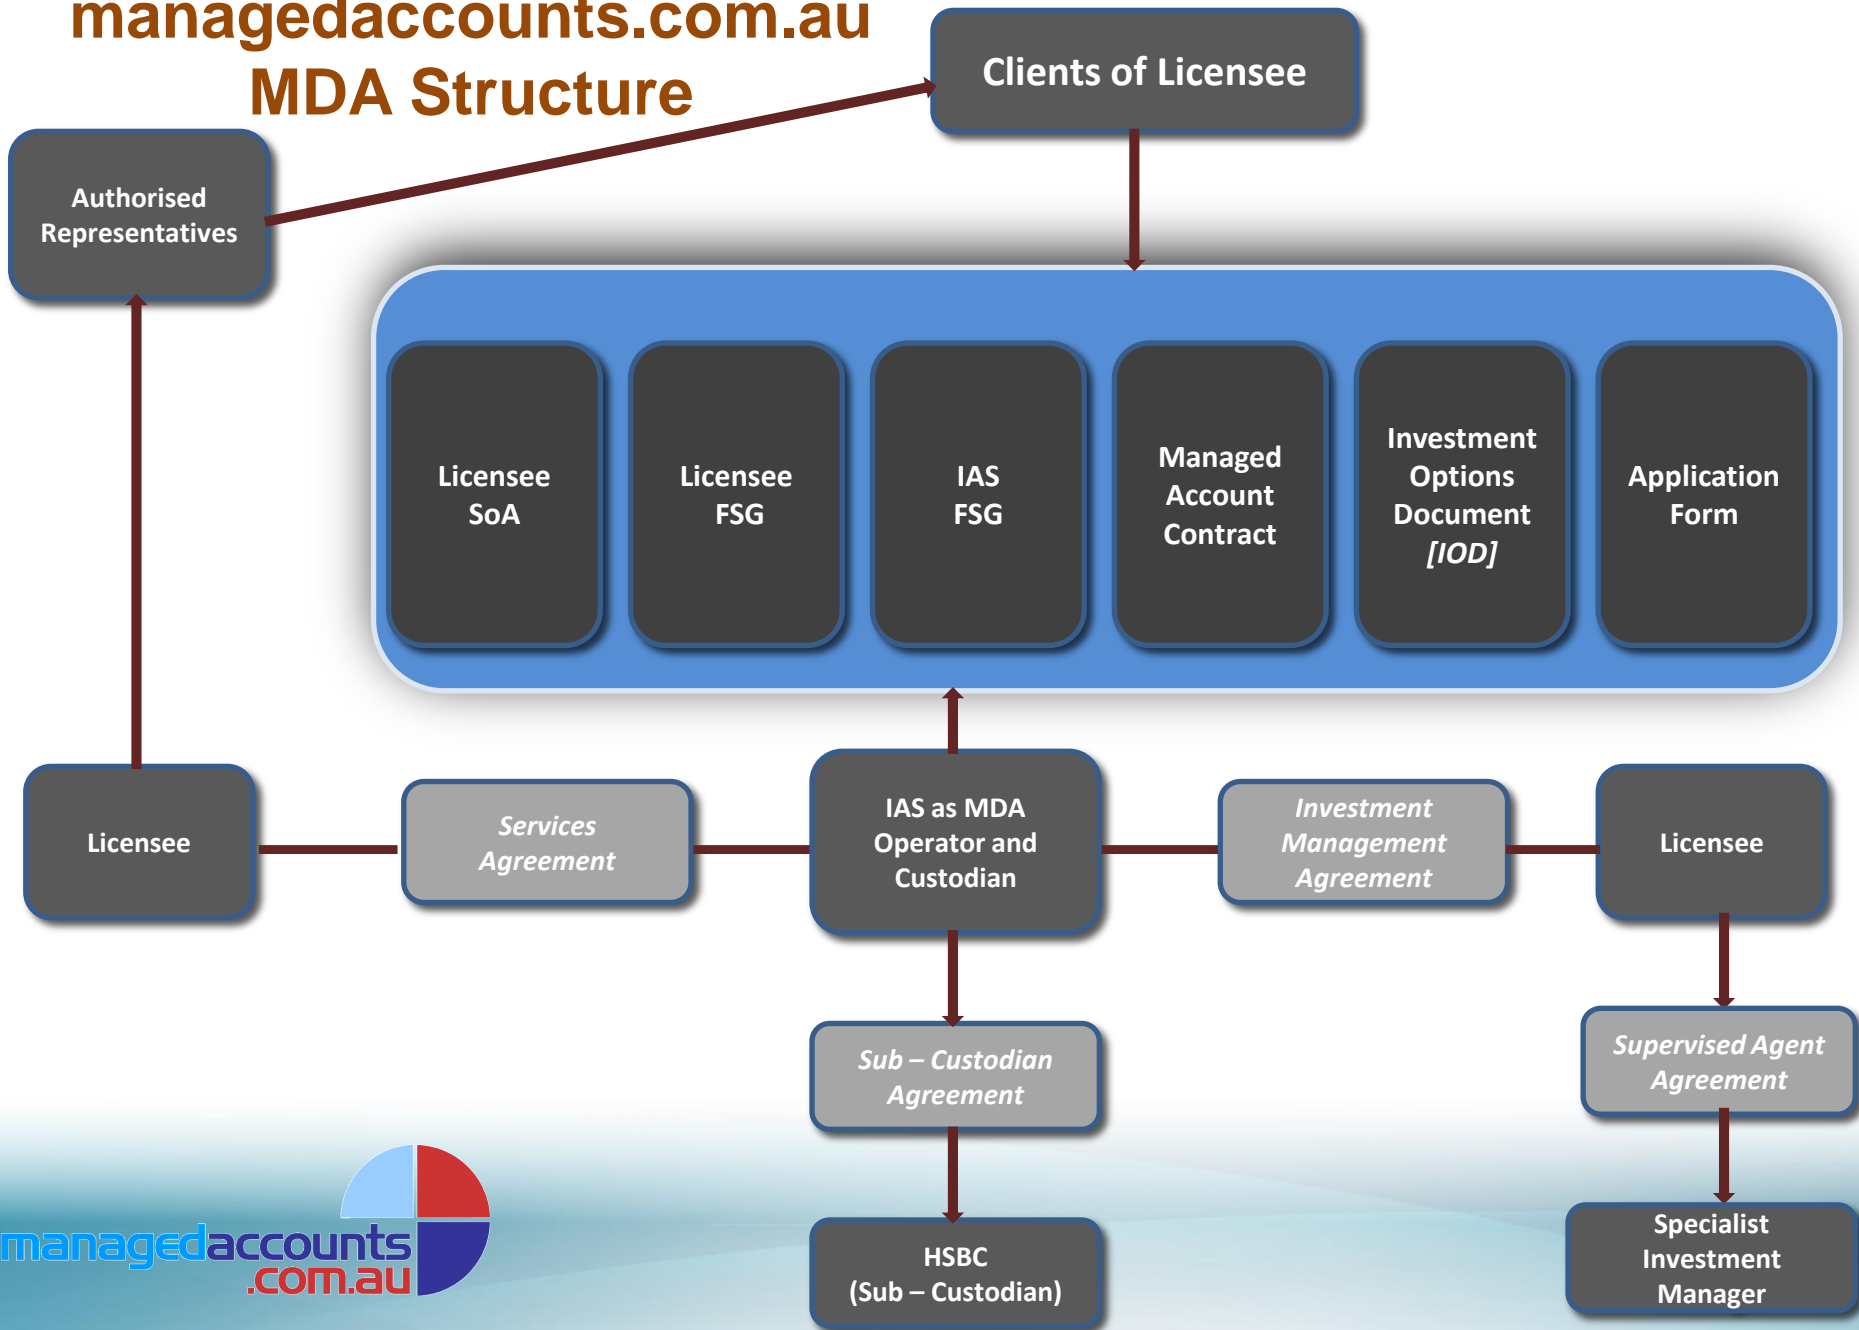 managedaccounts.com.au
MDA Structure
Clients of Licensee
Authorised
Representatives
Licensee
SoA
Licensee
FSG
IAS
FSG
Managed
Account
Contract
Investment
Options
Document
[IOD]
Application
Form
Licensee
Services
Agreement
IAS as MDA
Operator and
Custodian
Investment
Management
Agreement
Licensee
Sub – Custodian
Agreement
Supervised Agent
Agreement
HSBC
(Sub – Custodian)
Specialist
Investment
Manager
managedaccounts
.com.au